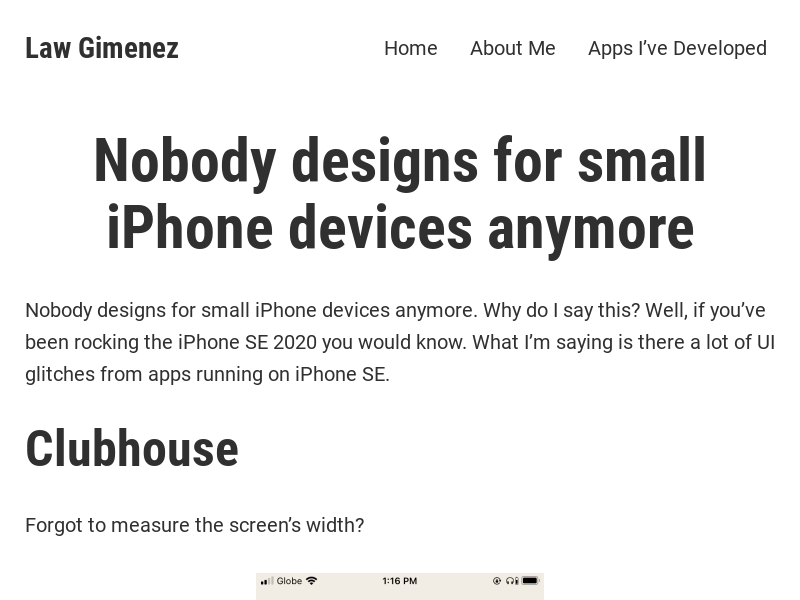 Law Gimenez
Home About Me Apps I’ve Developed
Nobody designs for small
iPhone devices anymore
Nobody designs for small iPhone devices anymore. Why do I say this? Well, if you’ve
been rocking the iPhone SE 2020 you would know. What I’m saying is there a lot of UI
glitches from apps running on iPhone SE.
Clubhouse
Forgot to measure the screen’s width?
Globe 1:16 PM